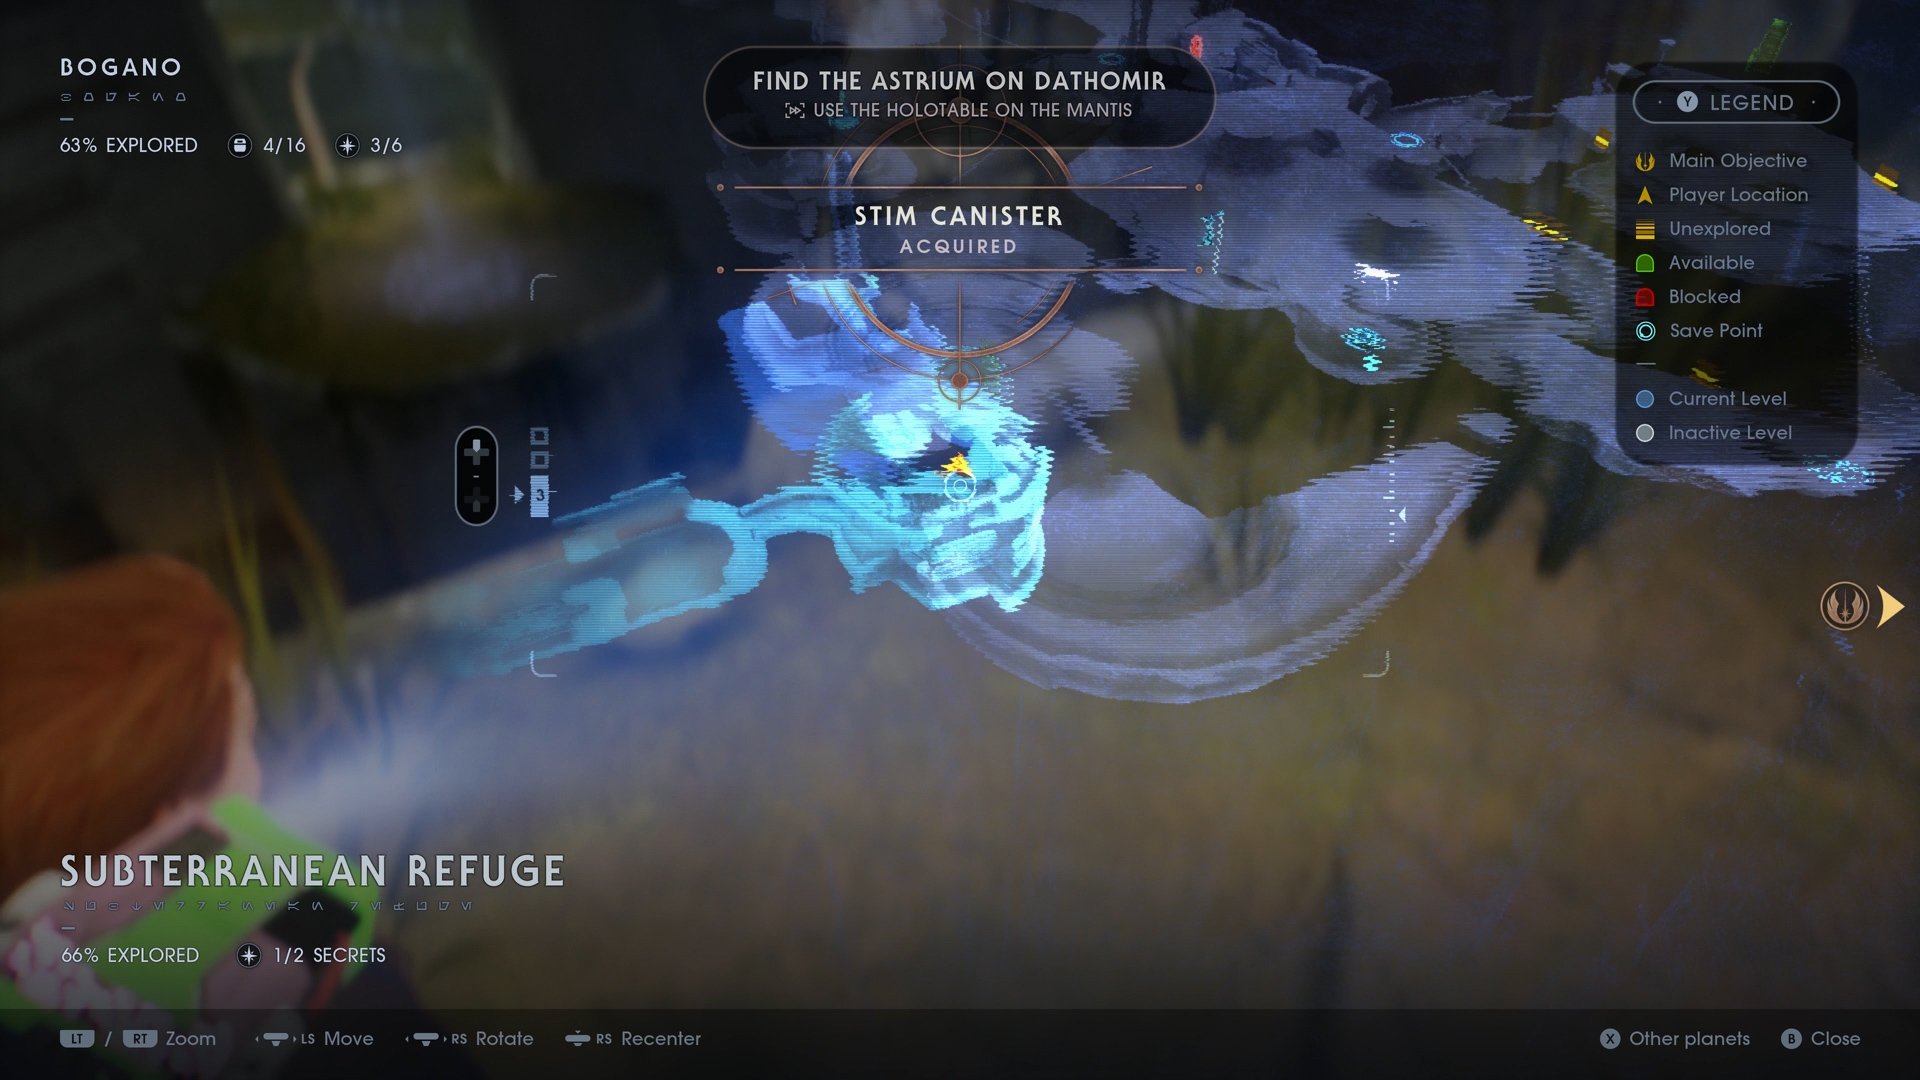 BOGANO
63% EXPLORED 4/16 3/6
FIND THE ASTRIUM ON DATHOMIR
USE THE HOLOTABLE ON THE MANTIS
STIM CANISTER
ACQUIRED
Y LEGEND
Main Objective
Player Location
Unexplored
Available
Blocked
Save Point
Current Level
Inactive Level
3
SUBTERRANEAN REFUGE
66% EXPLORED 1/2 SECRETS
LT / RT Zoom LS Move RS Rotate RS Recenter
X Other planets B Close